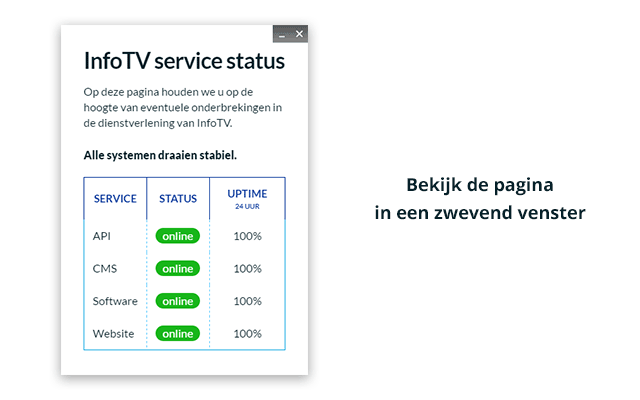 InfoTV service status
Op deze pagina houden we u op de
hoogte van eventuele onderbrekingen in
de dienstverlening van InfoTV.
Alle systemen draaien stabiel.
SERVICE STATUS UPTIME
24 UUR
API online 100%
CMS online 100%
Software online 100%
Website online 100%
Bekijk de pagina
in een zwevend venster